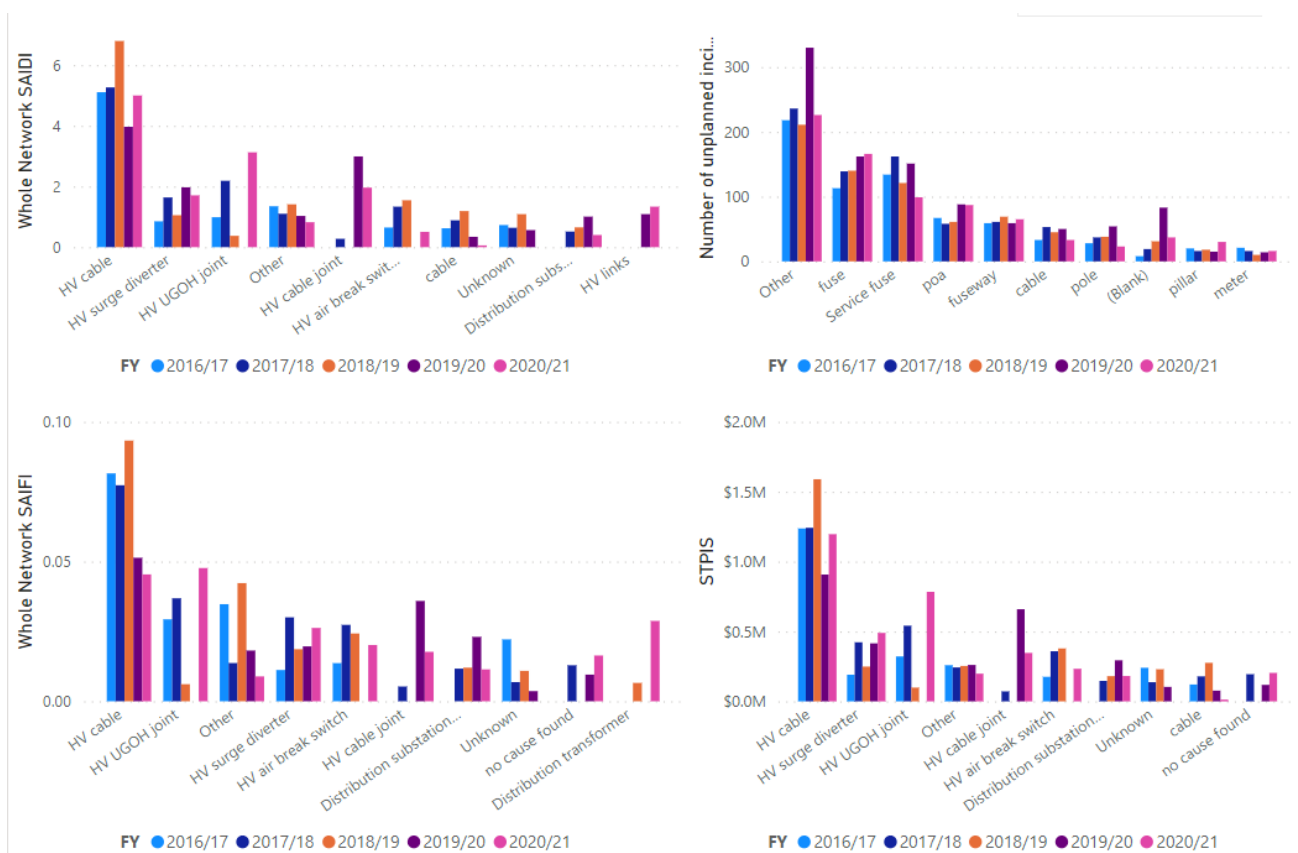 Whole Network SAIDI
6
4
2
0
HV cable
HV surge diverter
HV UGOH joint
Other
HV cable joint
HV air break swit...
cable
Unknown
Distribution subs...
HV links
FY 2016/17 2017/18 2018/19 2019/20 2020/21
Number of unplanned inci...
300
200
100
0
Other
fuse
Service fuse
poa
fuseway
cable
pole
(Blank)
pillar
meter
FY 2016/17 2017/18 2018/19 2019/20 2020/21
Whole Network SAIFI
0.10
0.05
0.00
HV cable
HV UGOH joint
Other
HV surge diverter
HV air break switch
HV cable joint
Distribution substation...
Unknown
no cause found
Distribution transformer
FY 2016/17 2017/18 2018/19 2019/20 2020/21
STPIS
$2.0M
$1.5M
$1.0M
$0.5M
$0.0M
HV cable
HV surge diverter
HV UGOH joint
Other
HV cable joint
HV air break switch
Distribution substation...
Unknown
cable
no cause found
FY 2016/17 2017/18 2018/19 2019/20 2020/21